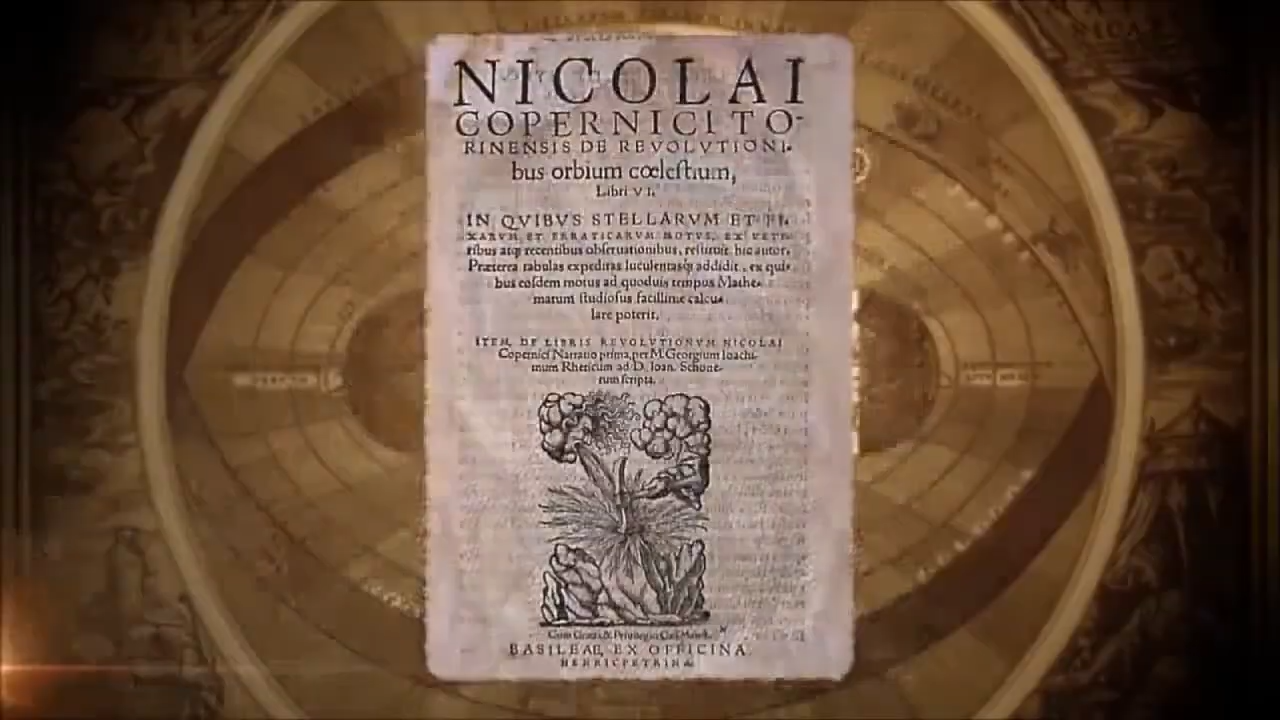 NICOLAI
COPERNICI TO-
RINENSIS DE REVOLVTIONI-
bus orbium cœleſtium,
Libri VI.
IN QVIBVS STELLARVM ET FI-
XARVM ET ERRATICARVM MOTVS, EX VETE-
ribus atq; recentibus obſeruationibus, reſtituit hic autor.
Præterea tabulas expeditas luculentasq; addidit, ex qui-
bus eoſdem motus ad quoduis tempus Mathe-
matum ſtudioſus facillime calcu-
lare poterit.
ITEM, DE LIBRIS REVOLVTIONVM NICOLAI
Copernici Narratio prima, per M. Georgium Ioachi-
mum Rheticum ad D. Ioan. Schone-
rum ſcripta.
Cum Gratia & Priuilegio Cæſ. Maieſt.
BASILEAE, EX OFFICINA
HENRICPETRINA.